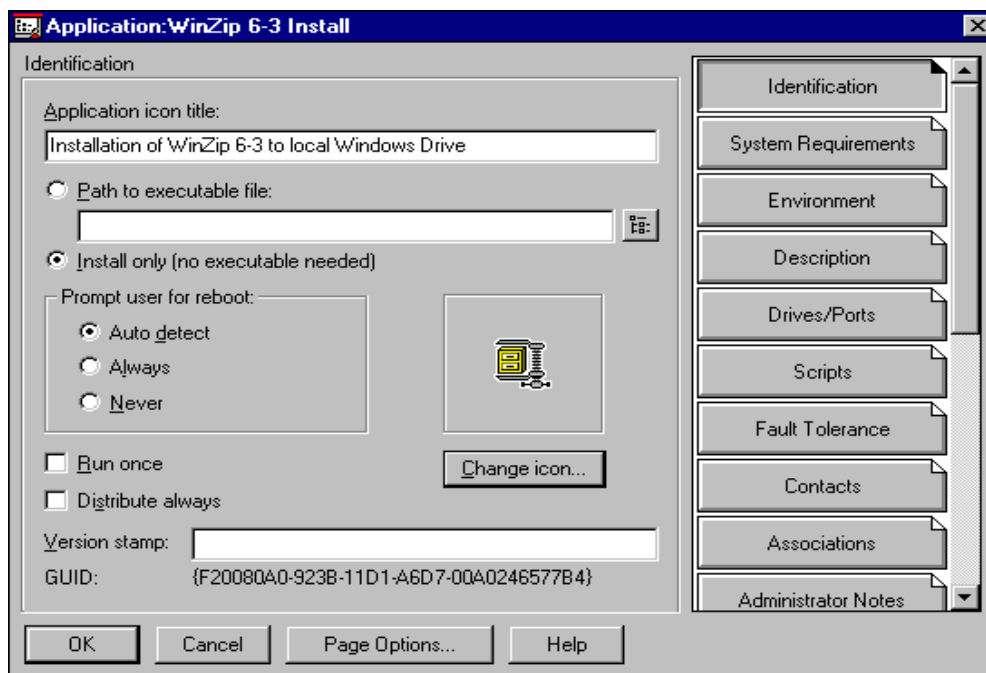 Application:WinZip 6-3 Install
Identification
Application icon title:
Installation of WinZip 6-3 to local Windows Drive
Path to executable file:
Install only (no executable needed)
Prompt user for reboot:
Auto detect
Always
Never
Run once
Change icon...
Distribute always
Version stamp:
GUID: {F20080A0-923B-11D1-A6D7-00A0246577B4}
OK Cancel Page Options... Help
Identification
System Requirements
Environment
Description
Drives/Ports
Scripts
Fault Tolerance
Contacts
Associations
Administrator Notes